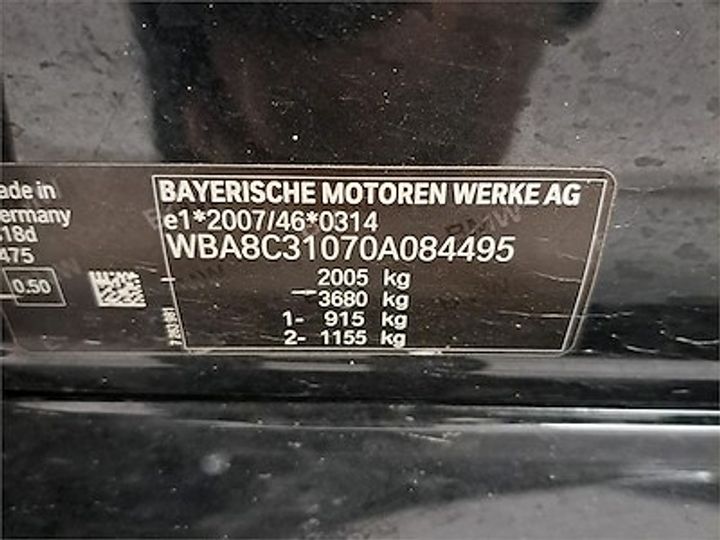 ade in
ermany
18d
475
0.50
BAYERISCHE MOTOREN WERKE AG
e1*2007/46*0314
WBA8C31070A084495
2005 kg
3680 kg
1- 915 kg
2- 1155 kg